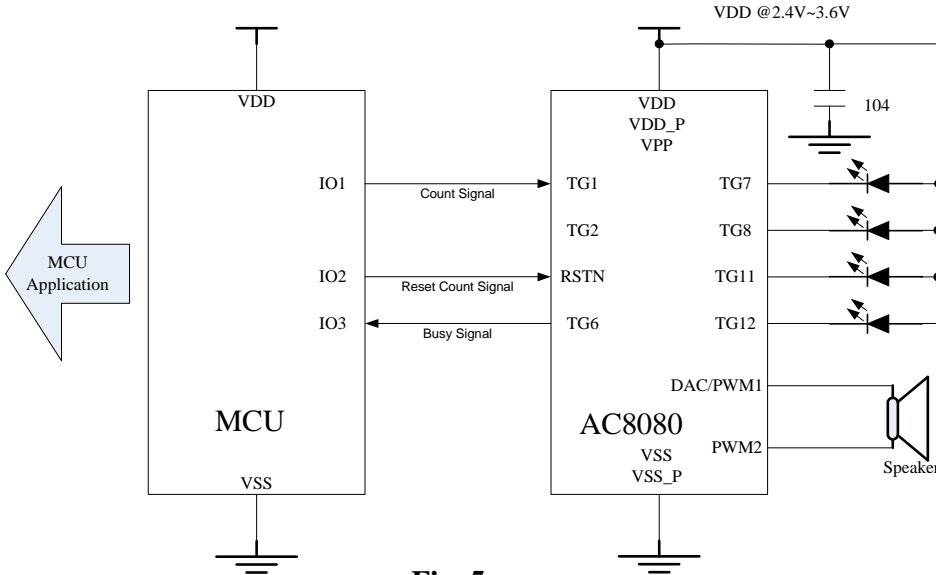 VDD @2.4V~3.6V
VDD
VDD
VDD_P
VPP
104
IO1
Count Signal
TG1
TG7
TG2
TG8
MCU
Application
IO2
Reset Count Signal
RSTN
TG11
IO3
Busy Signal
TG6
TG12
DAC/PWM1
MCU
AC8080
PWM2
VSS
VSS_P
Speaker
VSS